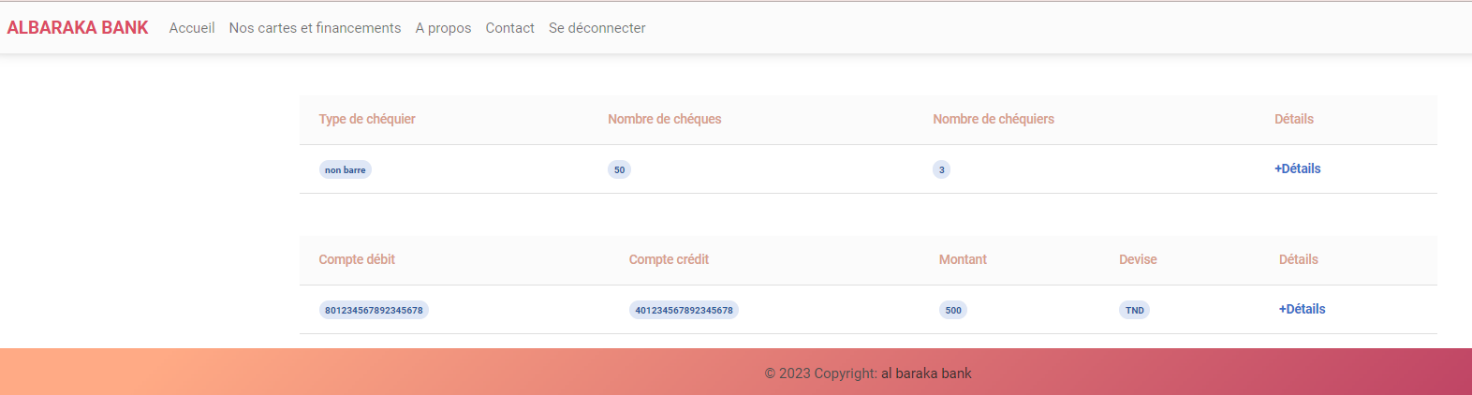 ALBARAKA BANK Accueil Nos cartes et financements A propos Contact Se déconnecter
Type de chéquier Nombre de chéques Nombre de chéquiers Détails
non barre 50 3 +Détails
Compte débit Compte crédit Montant Devise Détails
801234567892345678 401234567892345678 500 TND +Détails
© 2023 Copyright: al baraka bank